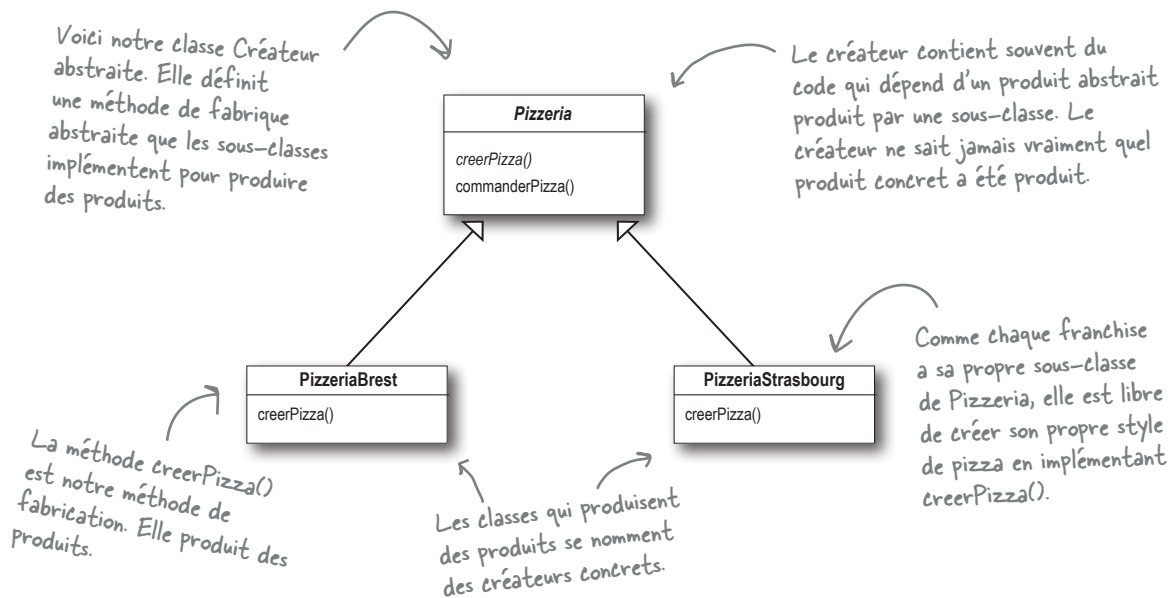 Voici notre classe Créateur
abstraite. Elle définit
une méthode de fabrique
abstraite que les sous-classes
implémentent pour produire
des produits.
Pizzeria
creerPizza()
commanderPizza()
Le créateur contient souvent du
code qui dépend d'un produit abstrait
produit par une sous-classe. Le
créateur ne sait jamais vraiment quel
produit concret a été produit.
PizzeriaBrest
creerPizza()
PizzeriaStrasbourg
creerPizza()
Comme chaque franchise
a sa propre sous-classe
de Pizzeria, elle est libre
de créer son propre style
de pizza en implémentant
creerPizza().
La méthode creerPizza()
est notre méthode de
fabrication. Elle produit des
produits.
Les classes qui produisent
des produits se nomment
des créateurs concrets.